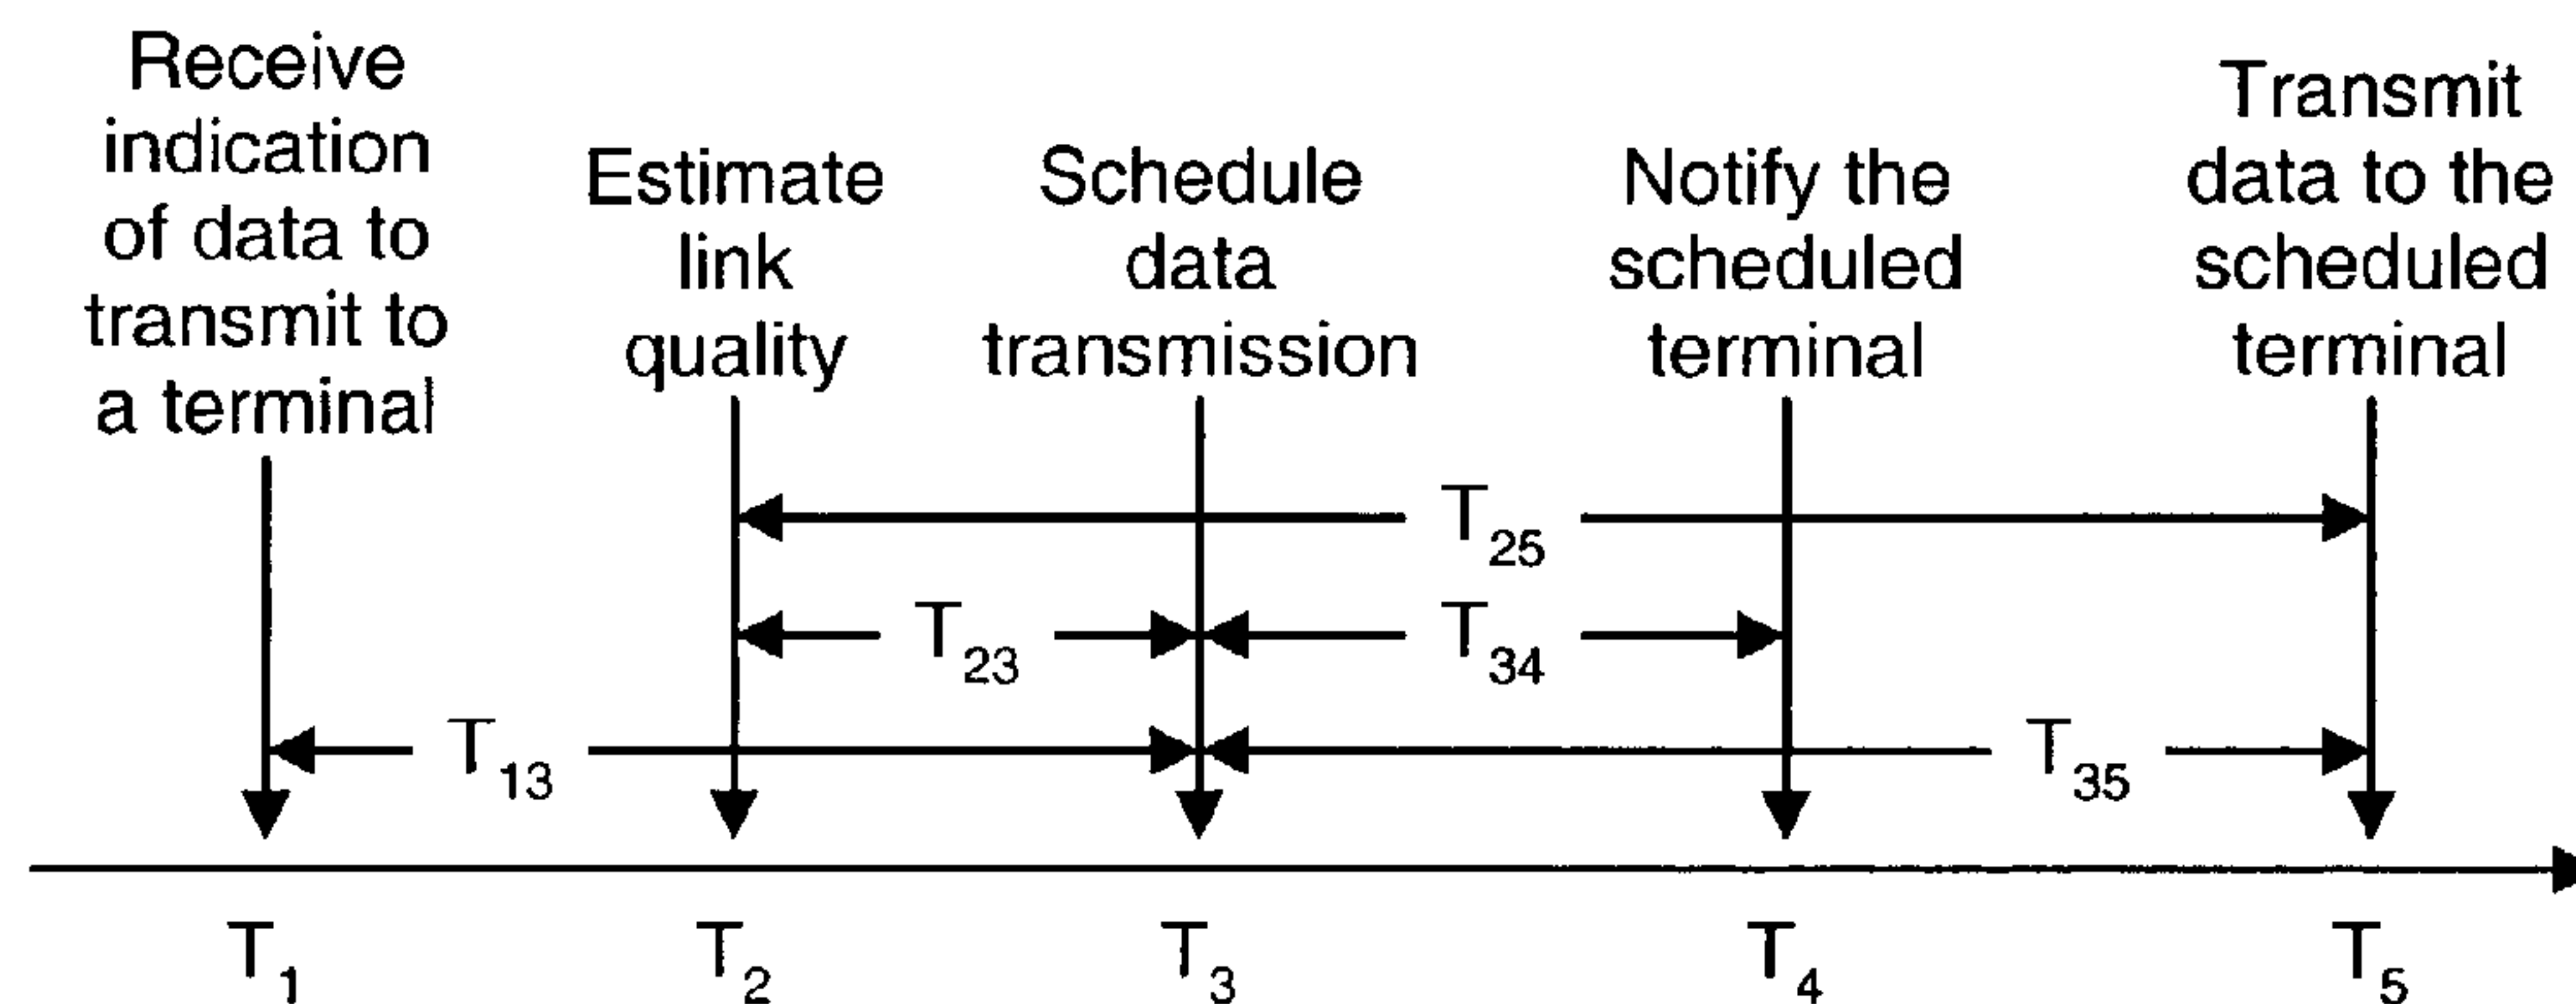 Receive
indication
of data to
transmit to
a terminal
Estimate
link
quality
Schedule
data
transmission
Notify the
scheduled
terminal
Transmit
data to the
scheduled
terminal
T25
T23
T34
T13
T35
T1
T2
T3
T4
T5